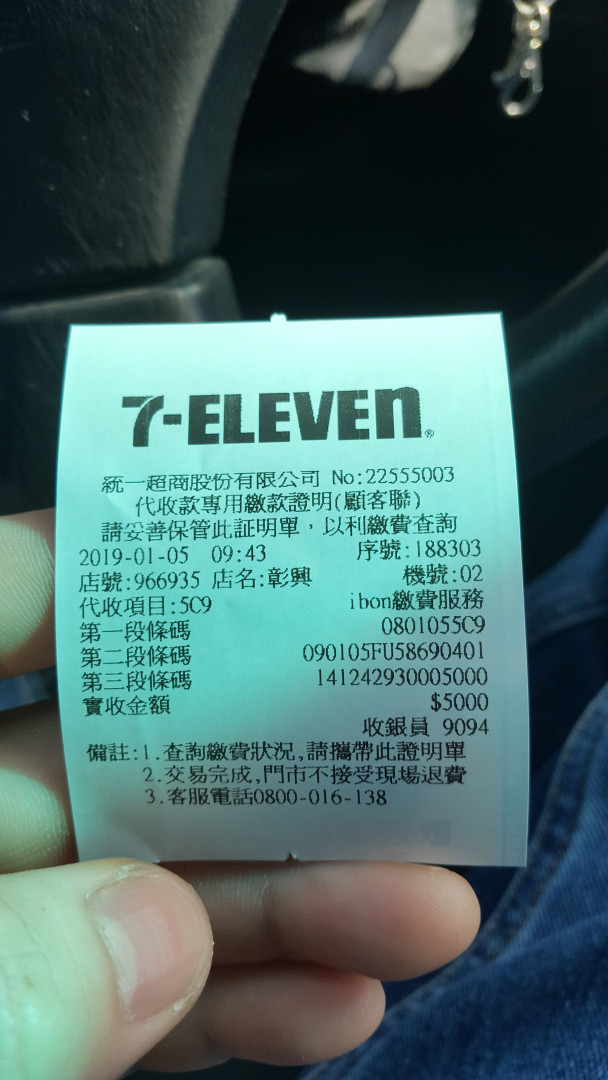 7-ELEVEN®
統一超商股份有限公司 No:22555003
代收款專用繳款證明(顧客聯)
請妥善保管此証明單，以利繳費查詢
2019-01-05 09:43 序號:188303
店號:966935 店名:彰興 機號:02
代收項目:5C9 ibon繳費服務
第一段條碼 0801055C9
第二段條碼 090105FU58690401
第三段條碼 141242930005000
實收金額 $5000
收銀員 9094
備註:1.查詢繳費狀況,請攜帶此證明單
2.交易完成,門市不接受現場退費
3.客服電話0800-016-138